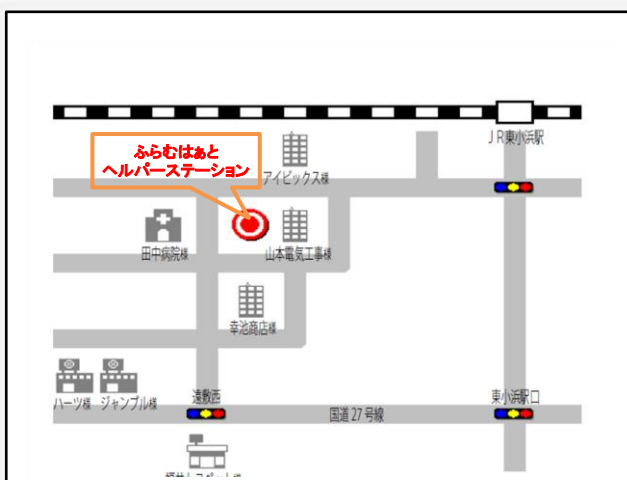 JR東小浜駅
ふらむはぁと
ヘルパーステーション
アイビックス様
田中病院様
山本電気工事様
幸池商店様
ハーツ様
ジャンブル様
遠敷西
東小浜駅口
国道27号線